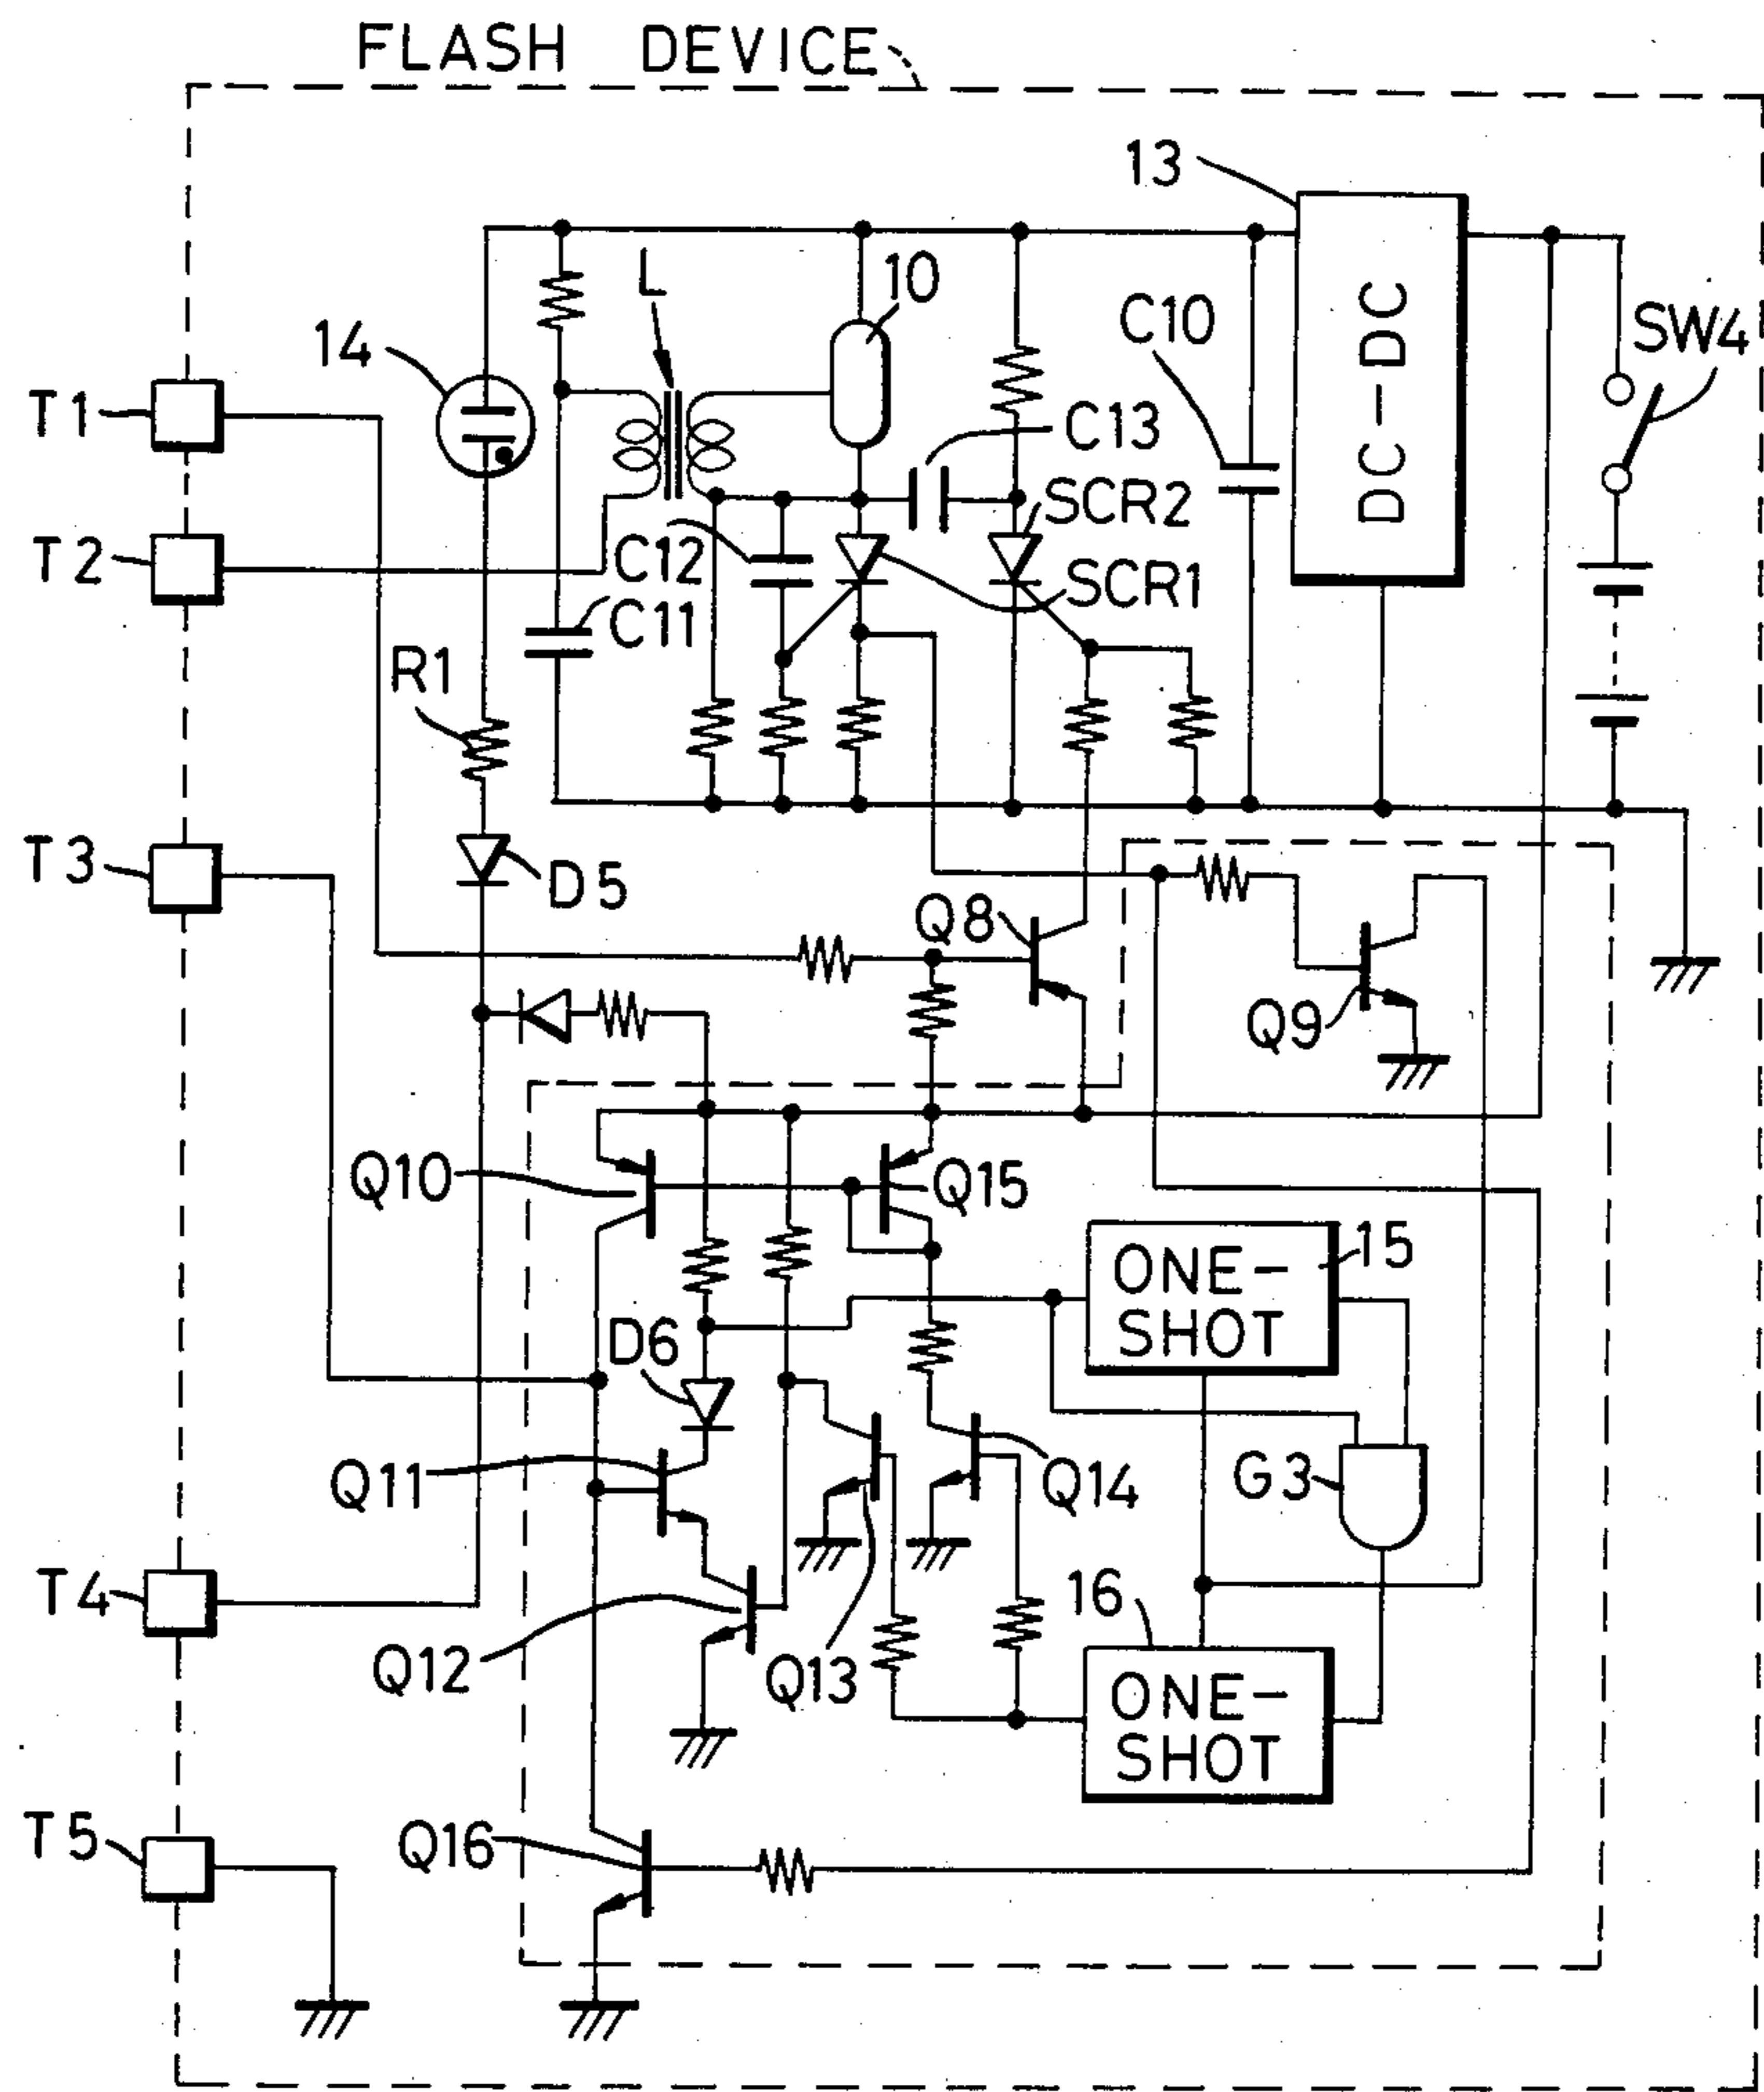 FLASH DEVICE
13
L
10
C10
SW4
14
DC-DC
T1
C13
SCR2
T2
C12
SCR1
C11
R1
T3
D5
Q8
Q9
Q10
Q15
15
ONE-
SHOT
D6
Q11
Q14
G3
T4
16
Q12
Q13
ONE-
SHOT
T5
Q16